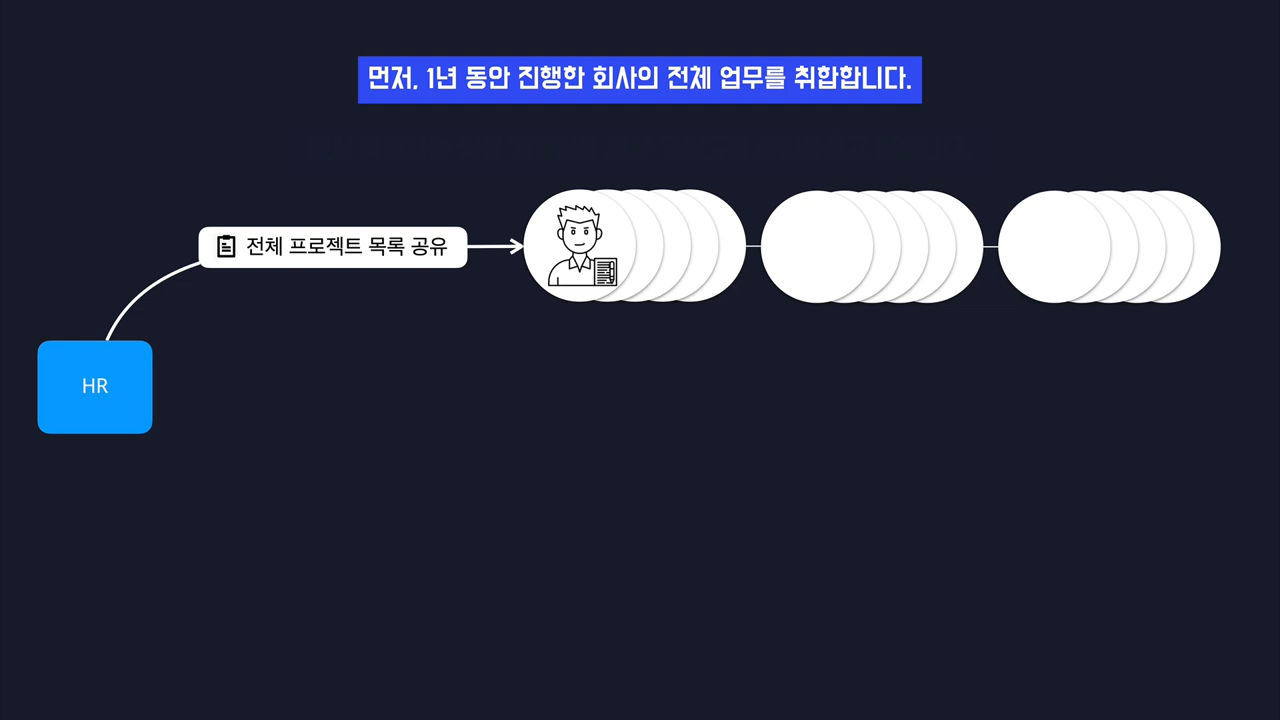 먼저, 1년 동안 진행한 회사의 전체 업무를 취합합니다.
전체 프로젝트 목록 공유
HR